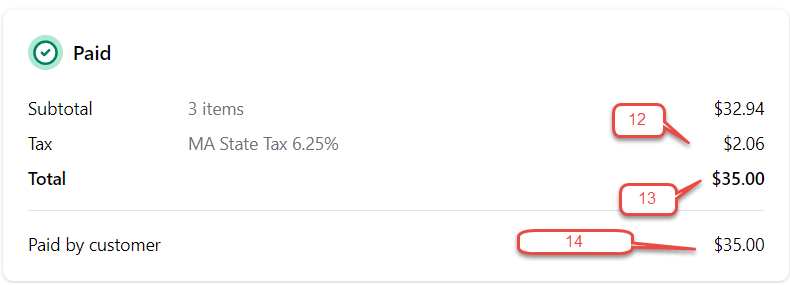 Paid
Subtotal 3 items $32.94
12
Tax MA State Tax 6.25% $2.06
Total $35.00
13
Paid by customer 14 $35.00